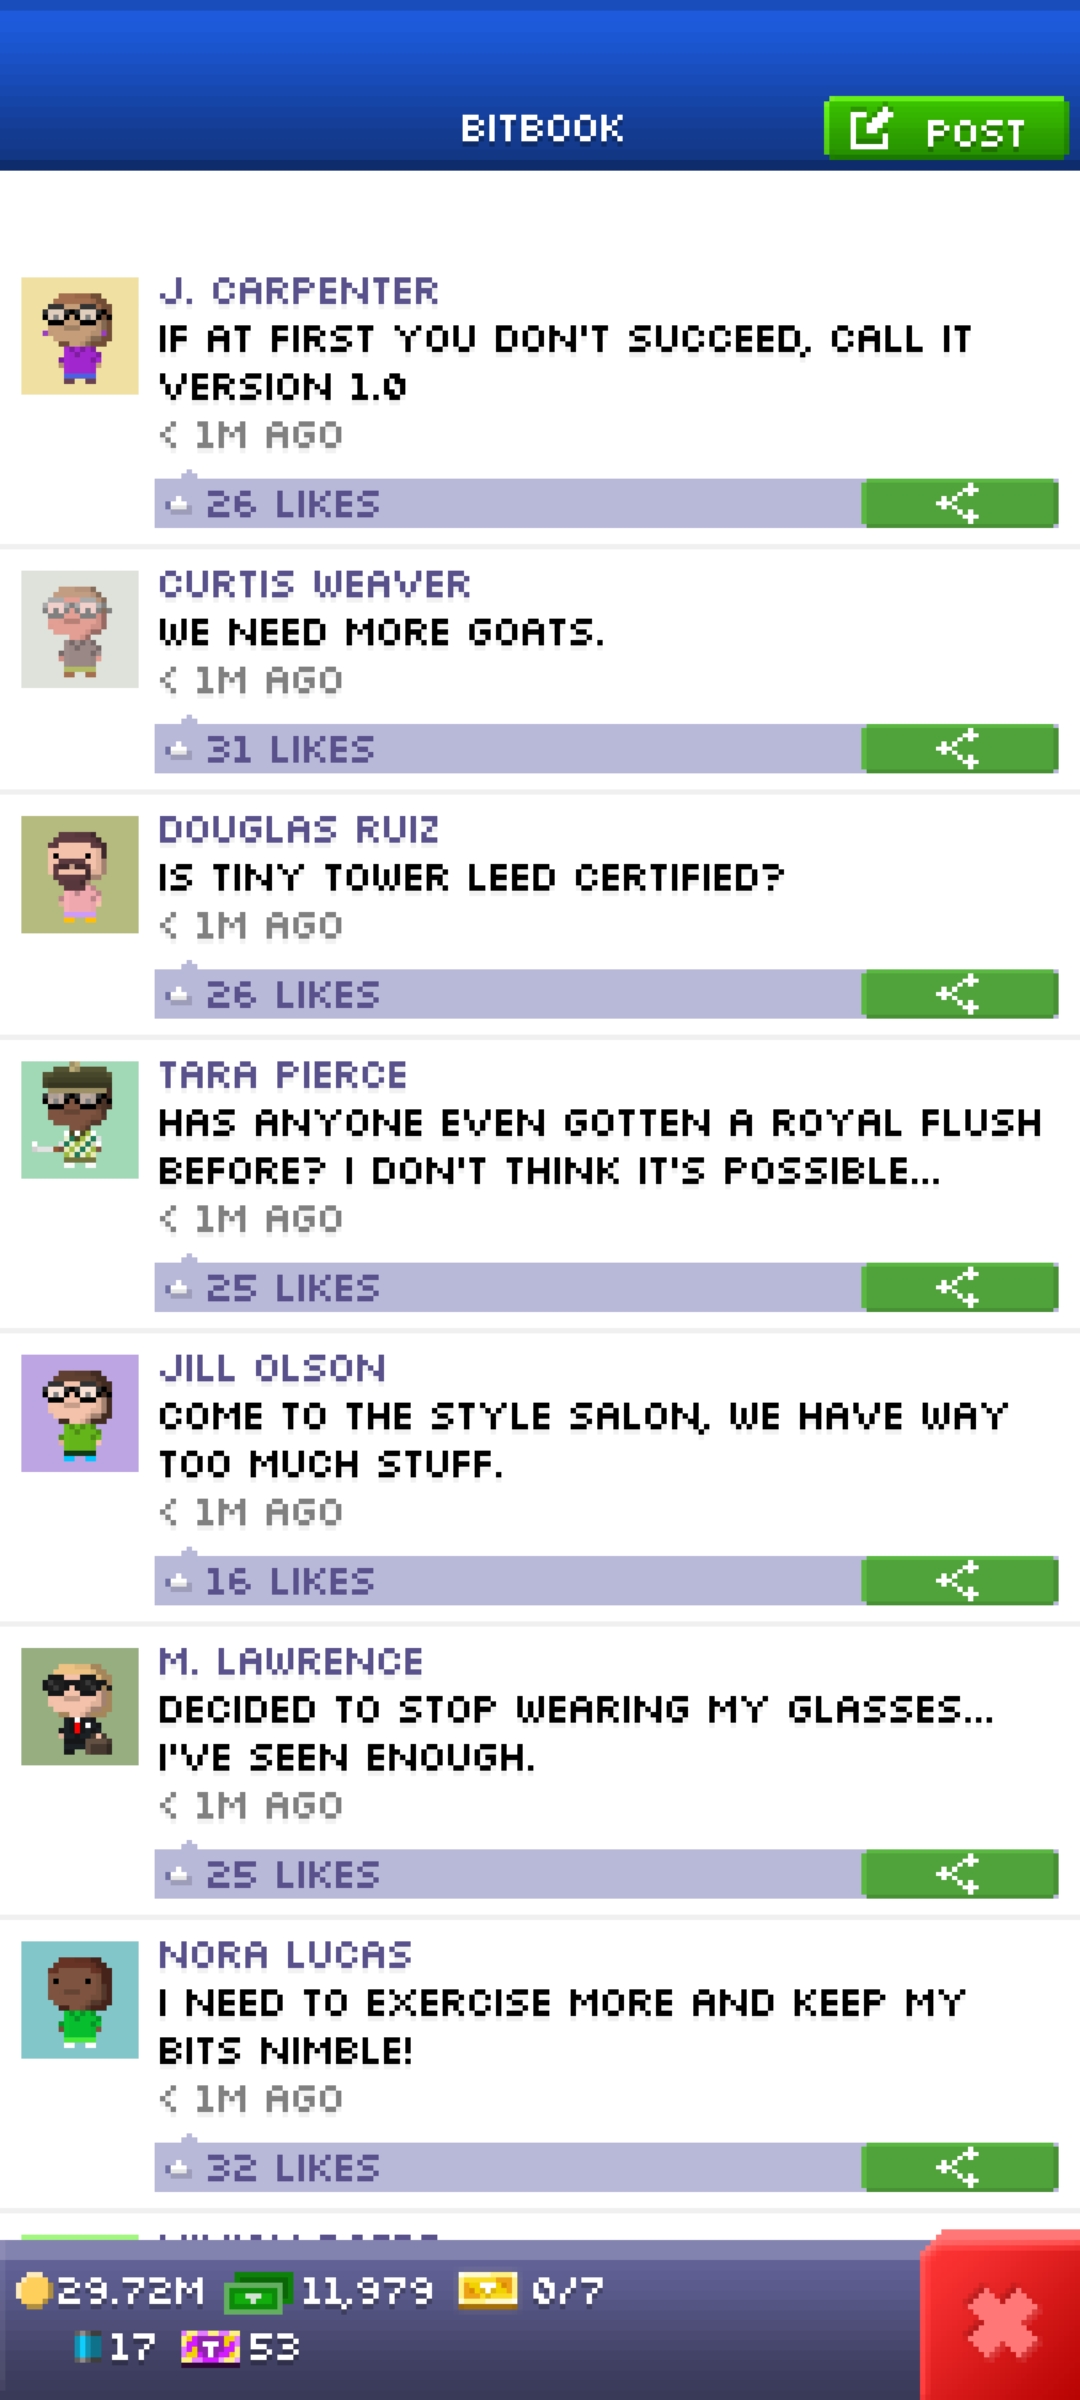 BITBOOK
POST
J. CARPENTER
IF AT FIRST YOU DON'T SUCCEED, CALL IT
VERSION 1.0
< 1M AGO
26 LIKES
CURTIS WEAVER
WE NEED MORE GOATS.
< 1M AGO
31 LIKES
DOUGLAS RUIZ
IS TINY TOWER LEED CERTIFIED?
< 1M AGO
26 LIKES
TARA PIERCE
HAS ANYONE EVEN GOTTEN A ROYAL FLUSH
BEFORE? I DON'T THINK IT'S POSSIBLE...
< 1M AGO
25 LIKES
JILL OLSON
COME TO THE STYLE SALON, WE HAVE WAY
TOO MUCH STUFF.
< 1M AGO
16 LIKES
M. LAWRENCE
DECIDED TO STOP WEARING MY GLASSES...
I'VE SEEN ENOUGH.
< 1M AGO
25 LIKES
NORA LUCAS
I NEED TO EXERCISE MORE AND KEEP MY
BITS NIMBLE!
< 1M AGO
32 LIKES
29.72M 11,979 0/7
17 T 53